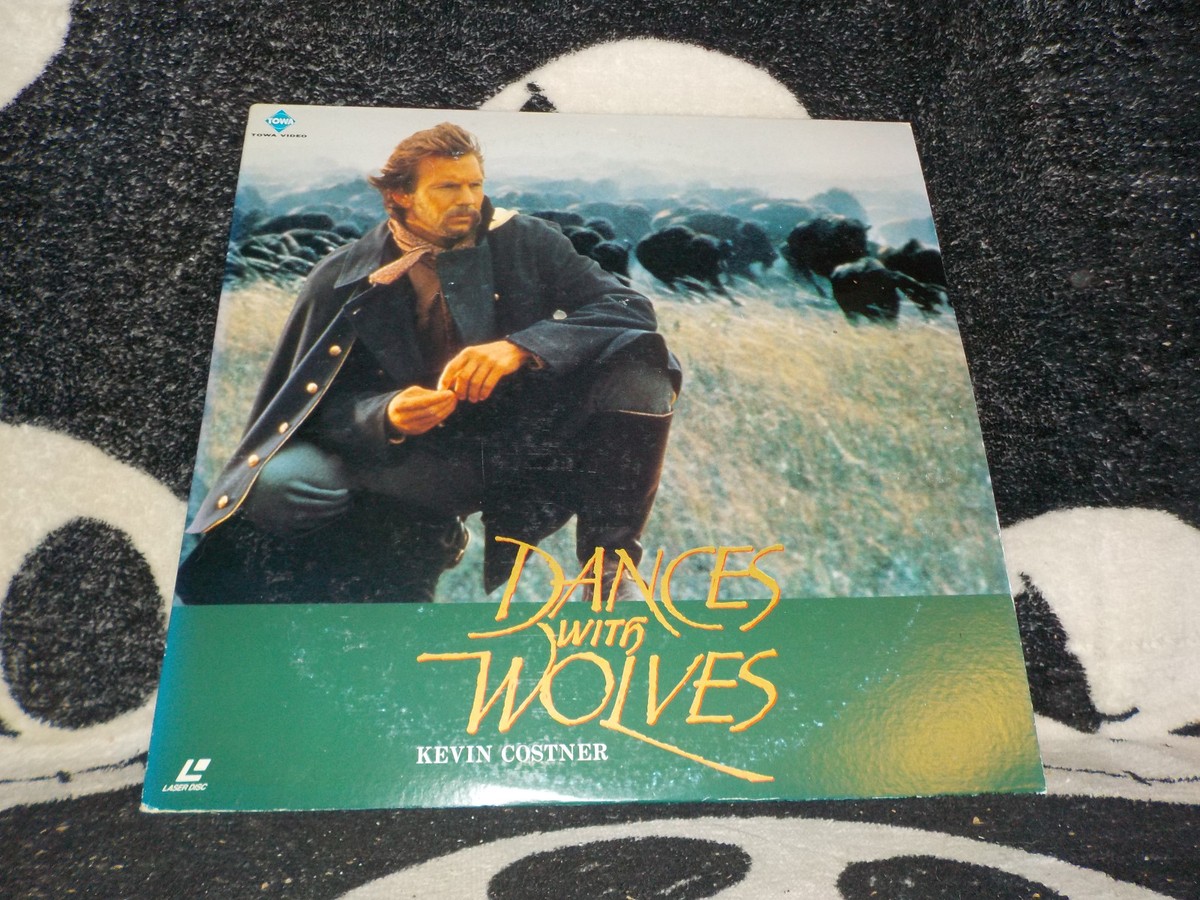 TOWA
TOWA VIDEO
DANCES
WITH
WOLVES
KEVIN COSTNER
LASER DISC